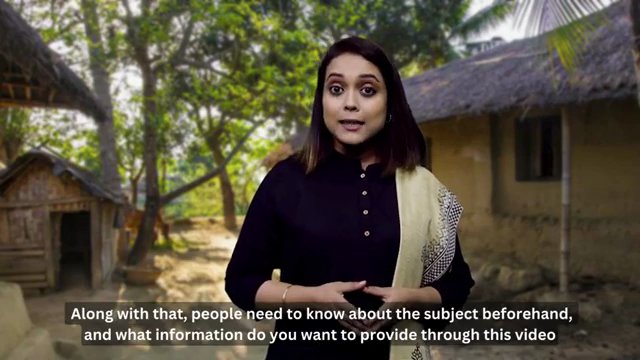 Along with that, people need to know about the subject beforehand,
and what information do you want to provide through this video